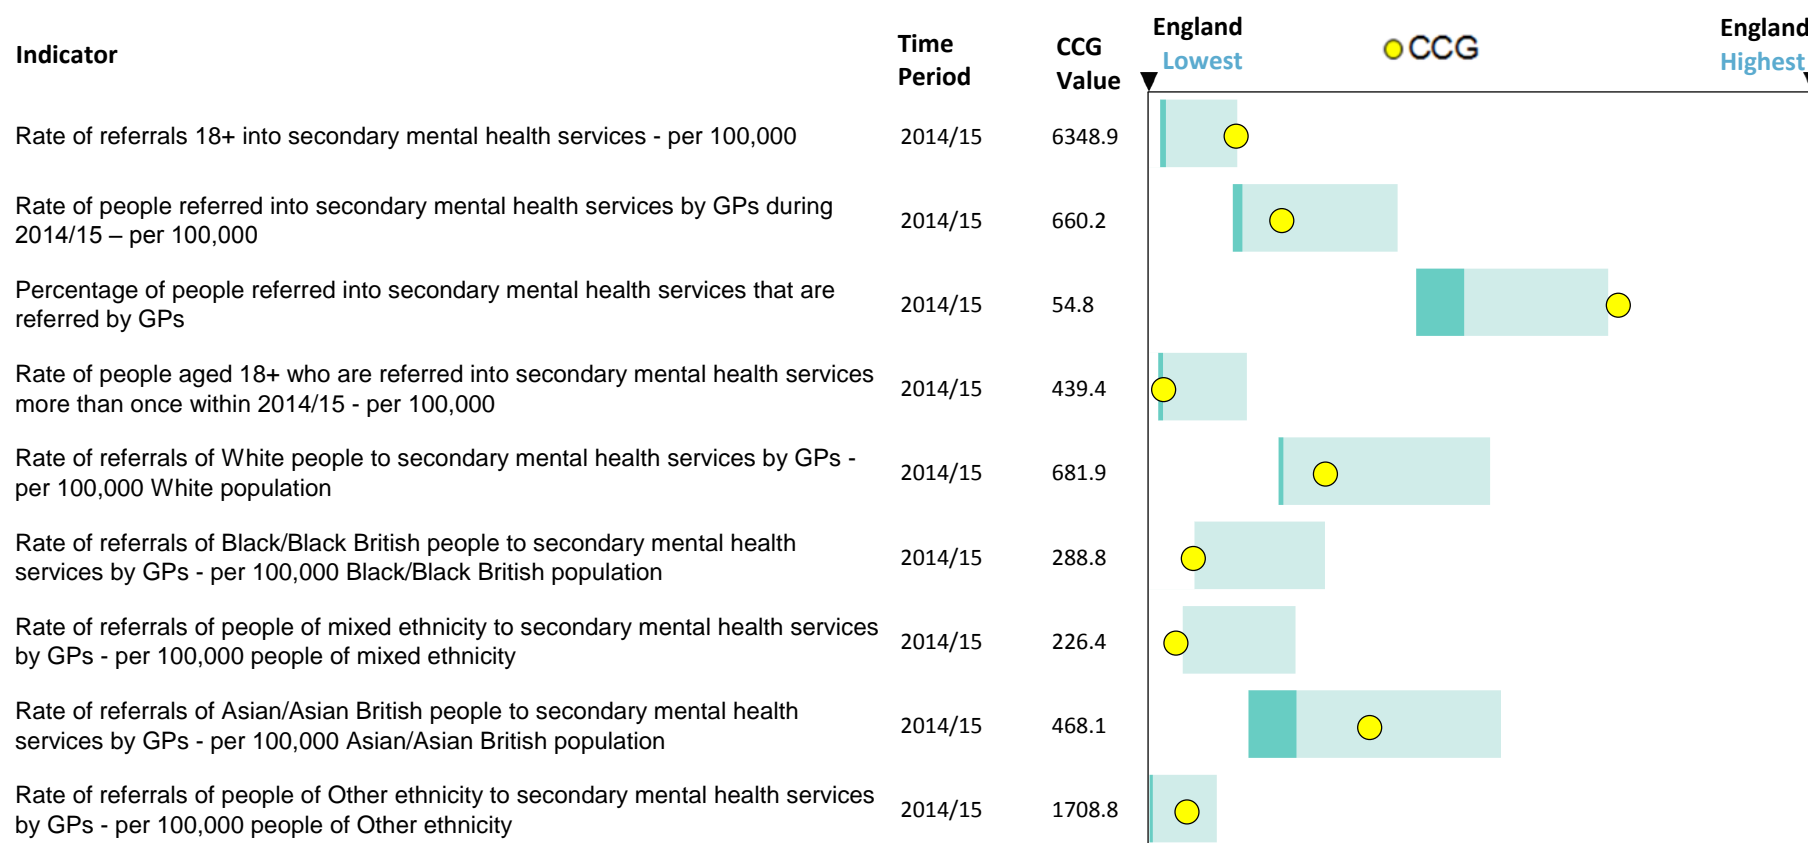 Indicator
Time
Period
CCG
Value
England
Lowest
CCG
England
Highest
Rate of referrals 18+ into secondary mental health services - per 100,000 2014/15 6348.9
Rate of people referred into secondary mental health services by GPs during
2014/15 – per 100,000
2014/15 660.2
Percentage of people referred into secondary mental health services that are
referred by GPs
2014/15 54.8
Rate of people aged 18+ who are referred into secondary mental health services
more than once within 2014/15 - per 100,000
2014/15 439.4
Rate of referrals of White people to secondary mental health services by GPs -
per 100,000 White population
2014/15 681.9
Rate of referrals of Black/Black British people to secondary mental health
services by GPs - per 100,000 Black/Black British population
2014/15 288.8
Rate of referrals of people of mixed ethnicity to secondary mental health services
by GPs - per 100,000 people of mixed ethnicity
2014/15 226.4
Rate of referrals of Asian/Asian British people to secondary mental health
services by GPs - per 100,000 Asian/Asian British population
2014/15 468.1
Rate of referrals of people of Other ethnicity to secondary mental health services
by GPs - per 100,000 people of Other ethnicity
2014/15 1708.8